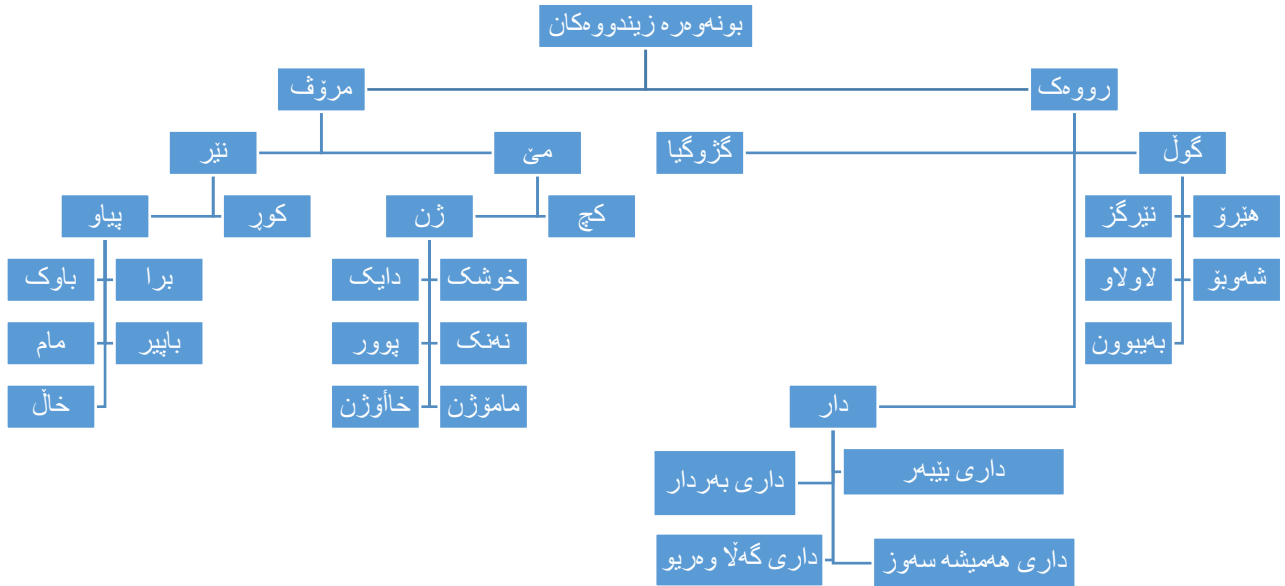 بونەوەرە زیندووەکان
رووەک
مرۆڤ
گوڵ
گژوگیا
مێ
نێر
هێرۆ
نێرگز
کچ
ژن
کوڕ
پیاو
شەوبۆ
لاولاو
خوشک
دایک
برا
باوک
بەیبوون
نەنک
پوور
باپیر
مام
دار
مامۆژن
خاڵۆژن
خاڵ
داری بێبەر
داری بەردار
داری هەمیشە سەوز
داری گەڵا وەریو